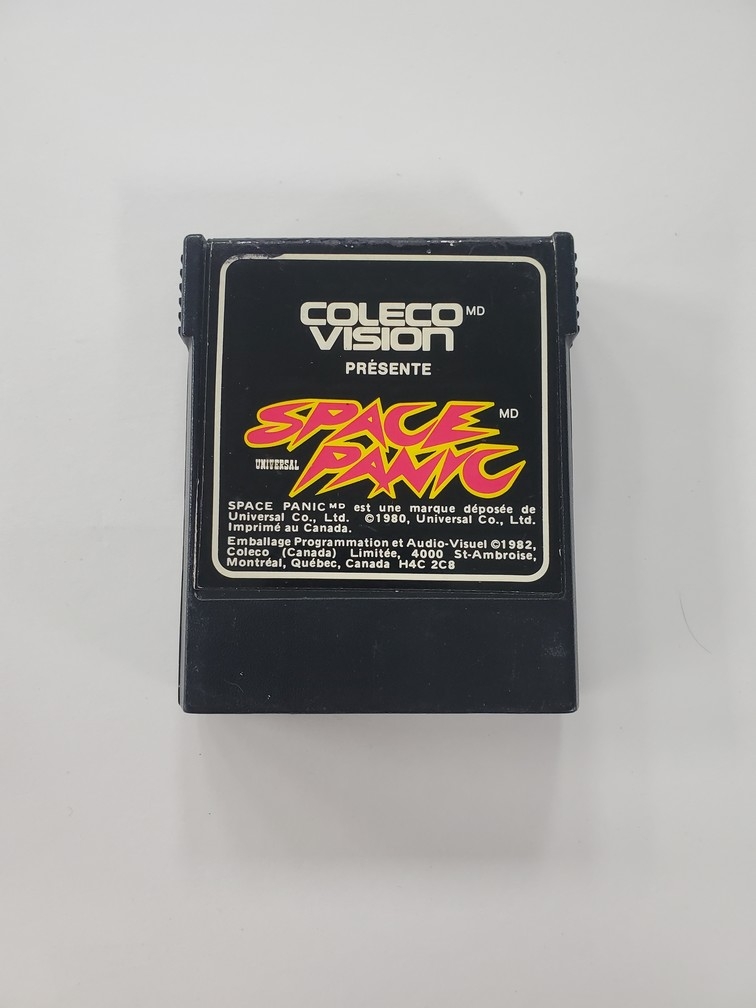 COLECO MD
VISION
PRÉSENTE
SPACE MD
UNIVERSAL PANIC
SPACE PANIC MD est une marque déposée de
Universal Co., Ltd. ©1980, Universal Co., Ltd.
Imprimé au Canada.
Emballage Programmation et Audio-Visuel ©1982,
Coleco (Canada) Limitée, 4000 St-Ambroise,
Montréal, Québec, Canada H4C 2C8